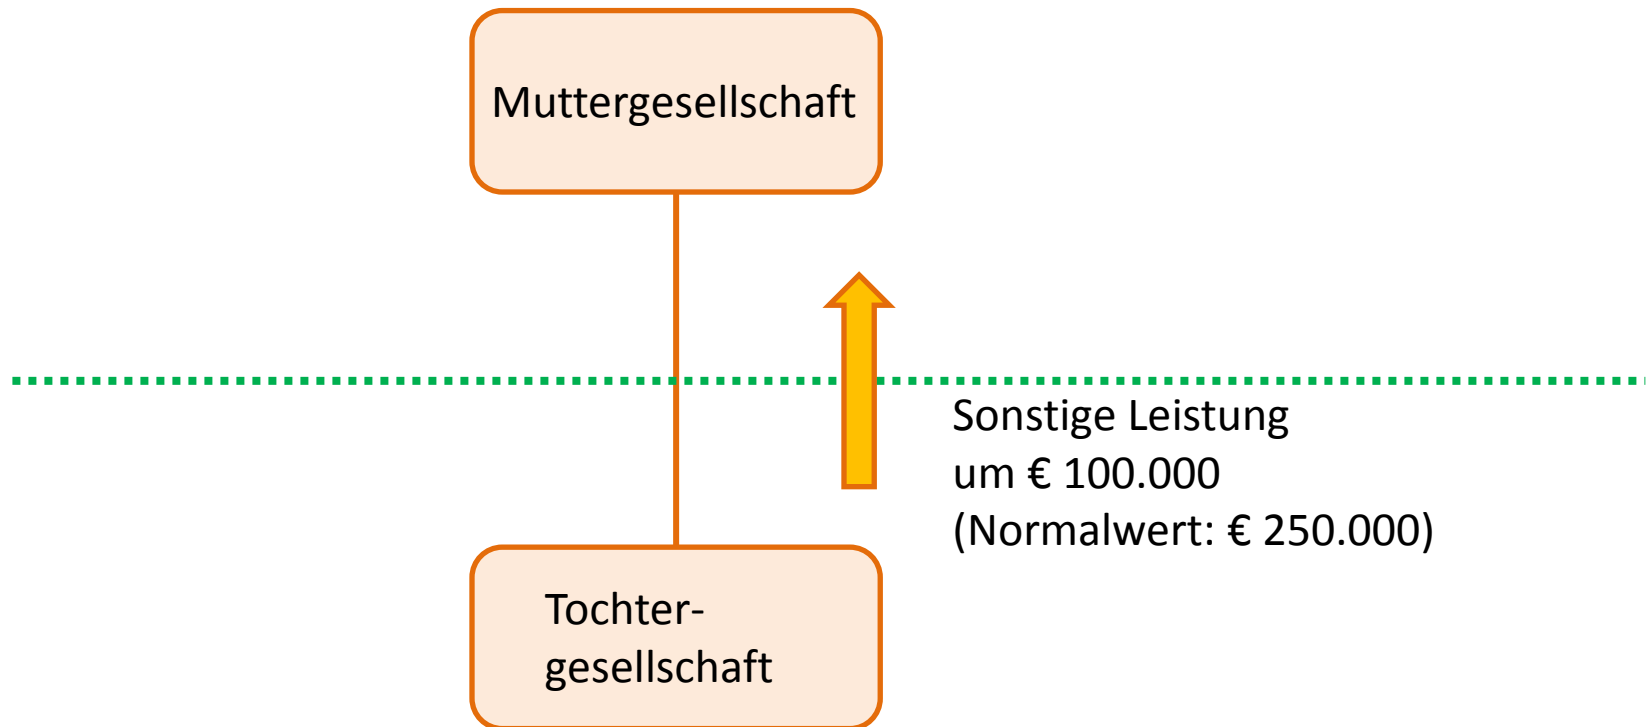 Muttergesellschaft
Sonstige Leistung
um € 100.000
(Normalwert: € 250.000)
Tochter-
gesellschaft